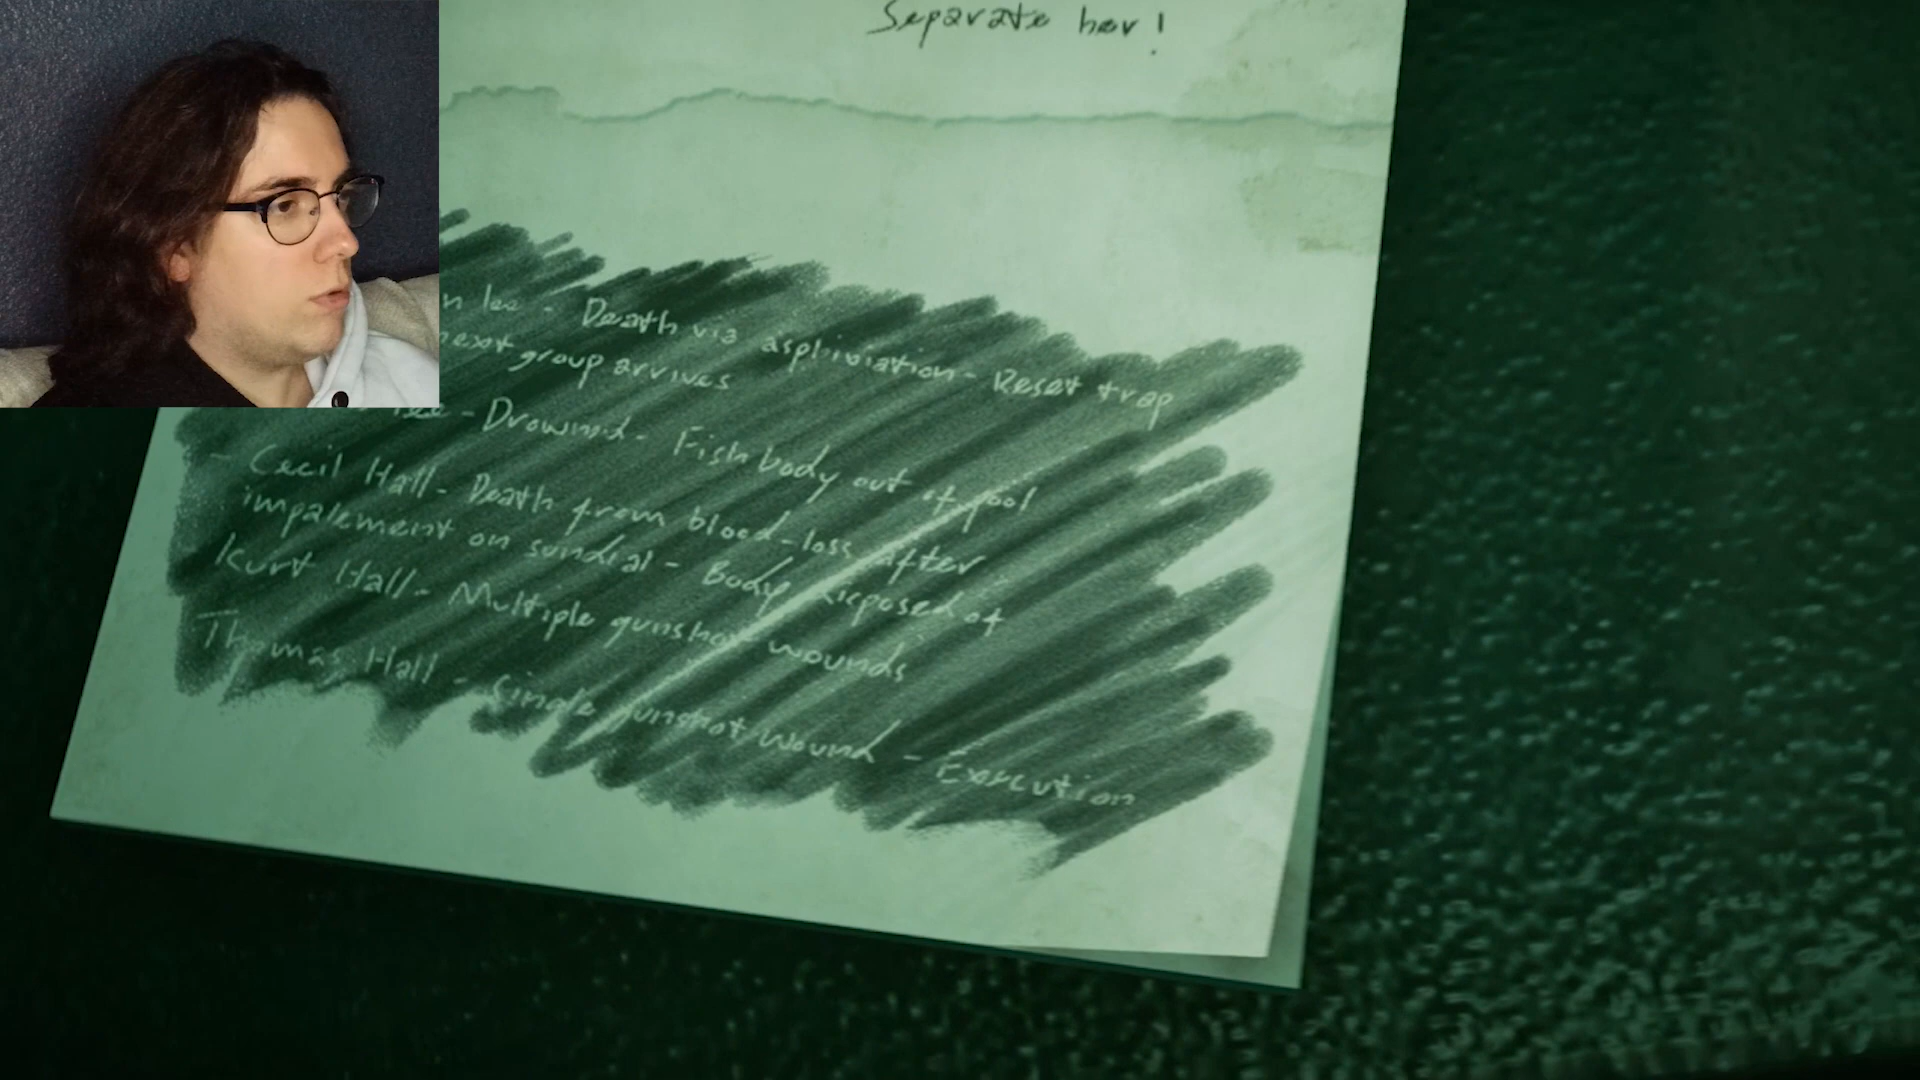 Separate her!
n lee - Death via asphixiation - Reset trap
next group arrives
lee - Drowned - Fish body out of pool
- Cecil Hall - Death from blood-loss after
impalement on sundial - Body disposed of
Kurt Hall - Multiple gunshot wounds
Thomas Hall - Single gunshot wound - Execution